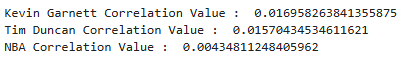 Kevin Garnett Correlation Value :  0.016958263841355875
Tim Duncan Correlation Value :  0.01570434534611621
NBA Correlation Value :  0.00434811248405962